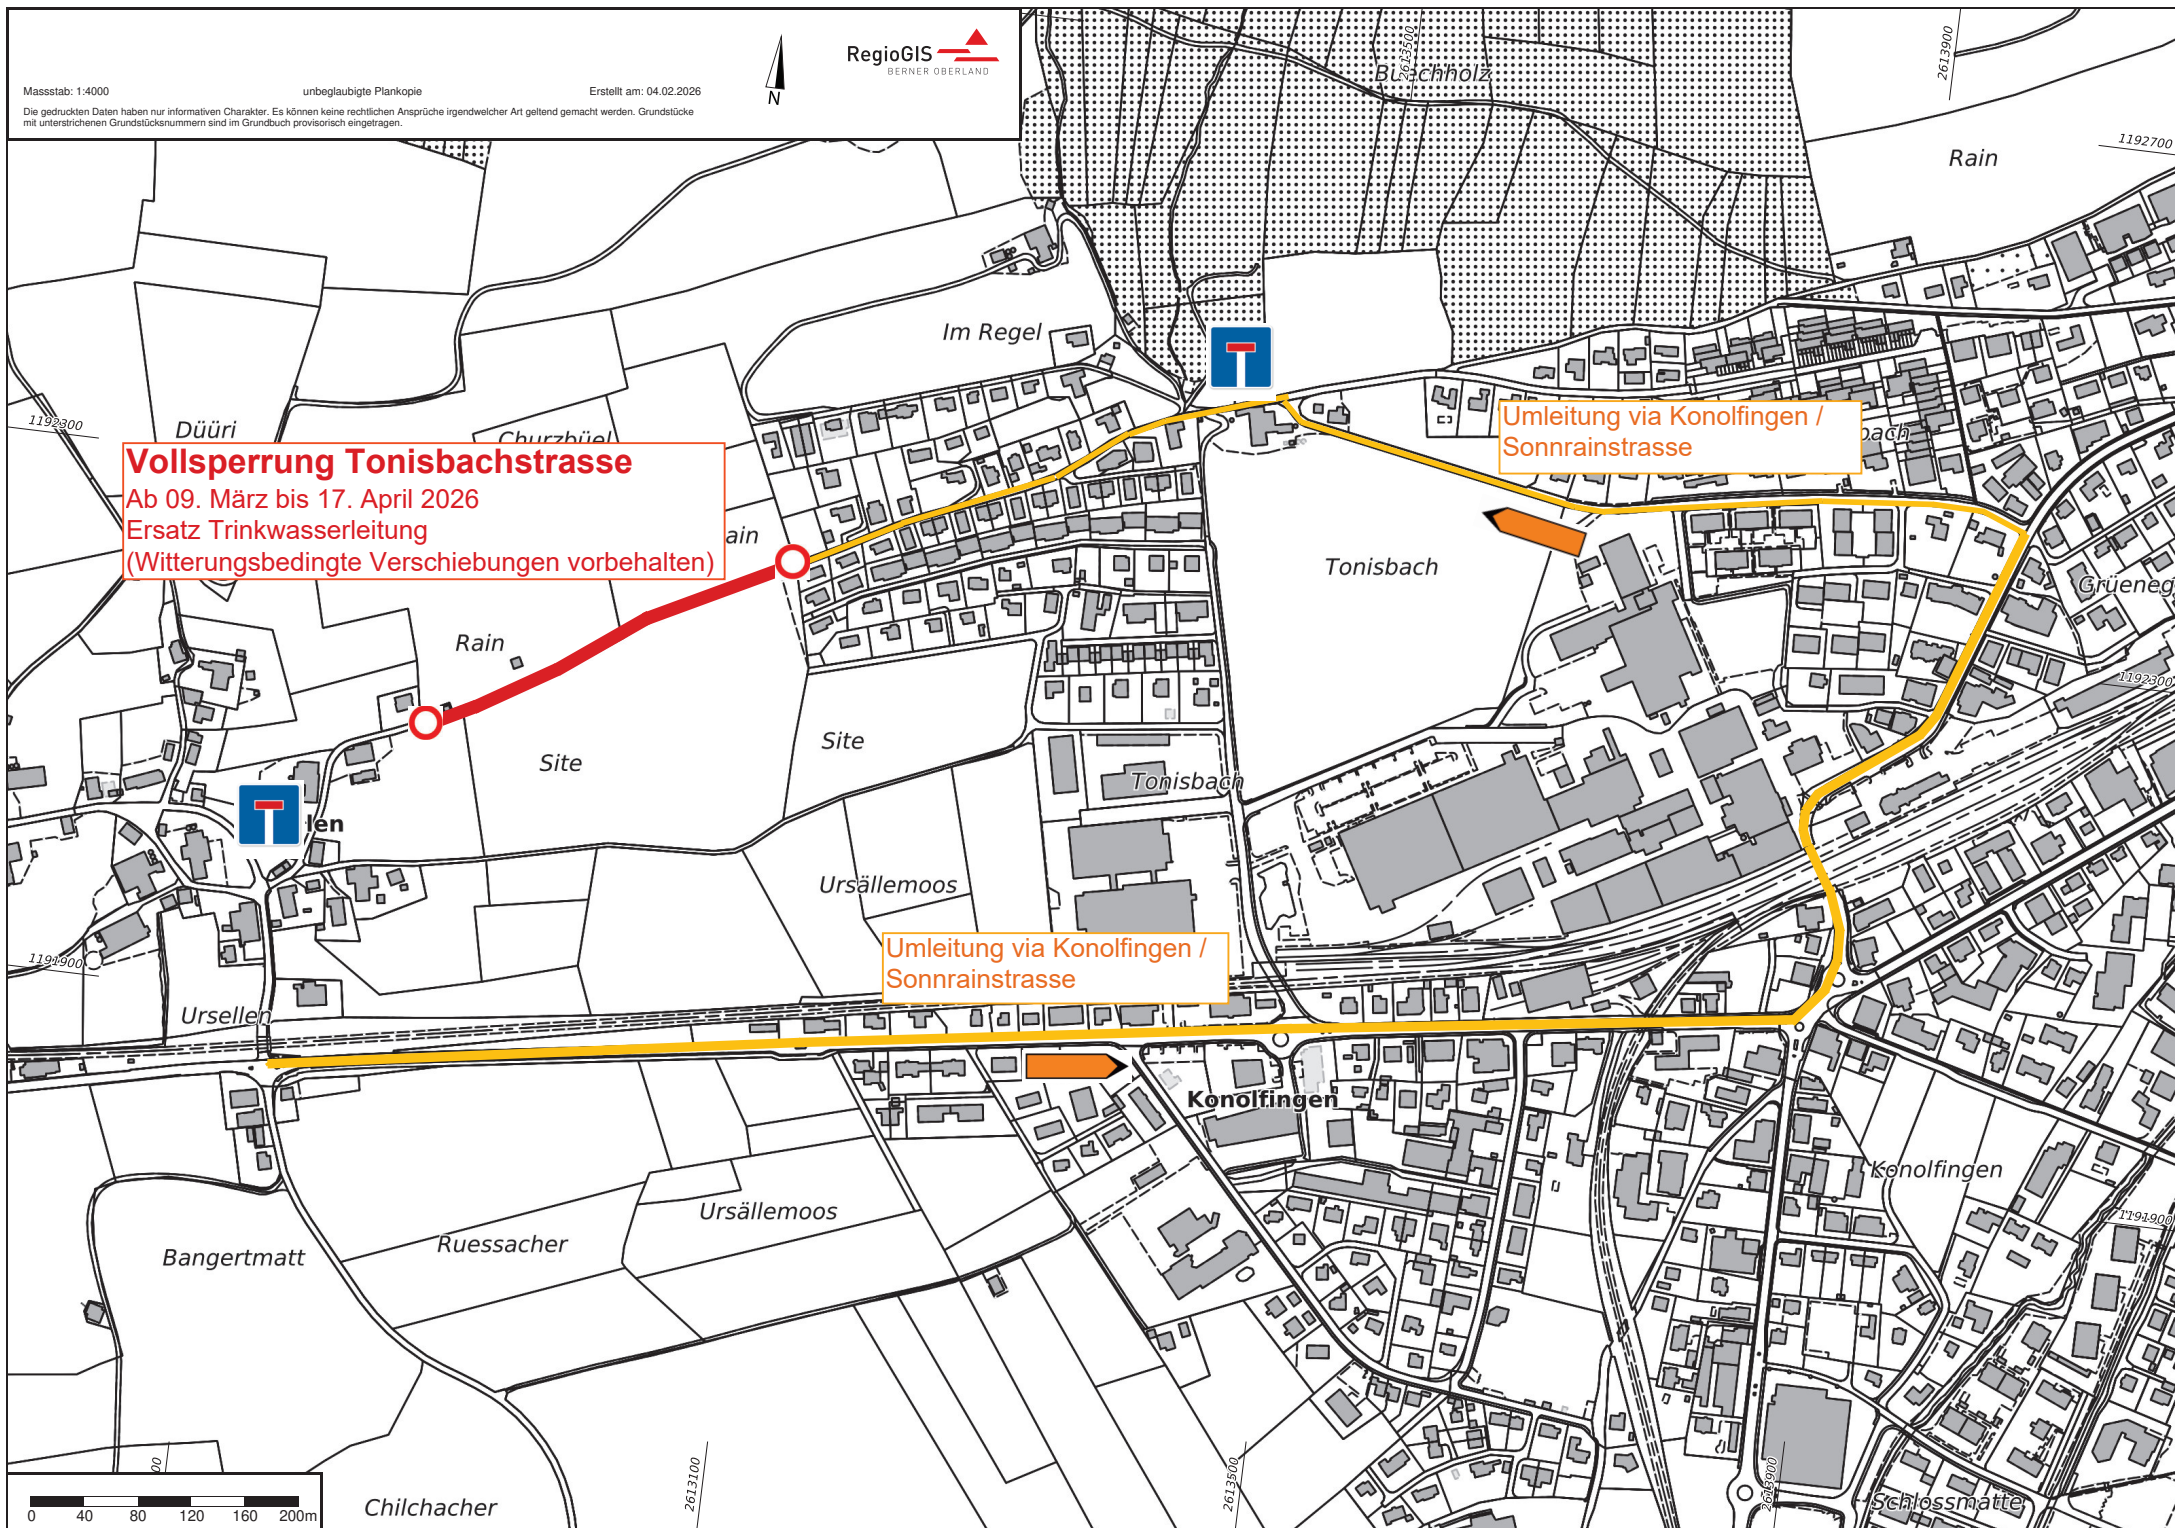 Massstab: 1:4000
unbeglaubigte Plankopie
Erstellt am: 04.02.2026
Die gedruckten Daten haben nur informativen Charakter. Es können keine rechtlichen Ansprüche irgendwelcher Art geltend gemacht werden. Grundstücke
mit unterstrichenen Grundstücksnummern sind im Grundbuch provisorisch eingetragen.
N
RegioGIS
BERNER OBERLAND
2613500
2613900
Buechholz
1192700
Rain
Im Regel
1192300
Düüri
Churzbüel
Vollsperrung Tonisbachstrasse
Ab 09. März bis 17. April 2026
Ersatz Trinkwasserleitung
(Witterungsbedingte Verschiebungen vorbehalten)
ain
Umleitung via Konolfingen /
Sonnrainstrasse
bach
Tonisbach
Grüeneg
Rain
1192300
Site
Site
Tonisbach
len
Ursällemoos
Umleitung via Konolfingen /
Sonnrainstrasse
1191900
Ursellen
Konolfingen
Konolfingen
Ursällemoos
Ruessacher
Bangertmatt
1191900
00
2613100
2613500
2613900
Chilchacher
Schlossmatte
0 40 80 120 160 200m